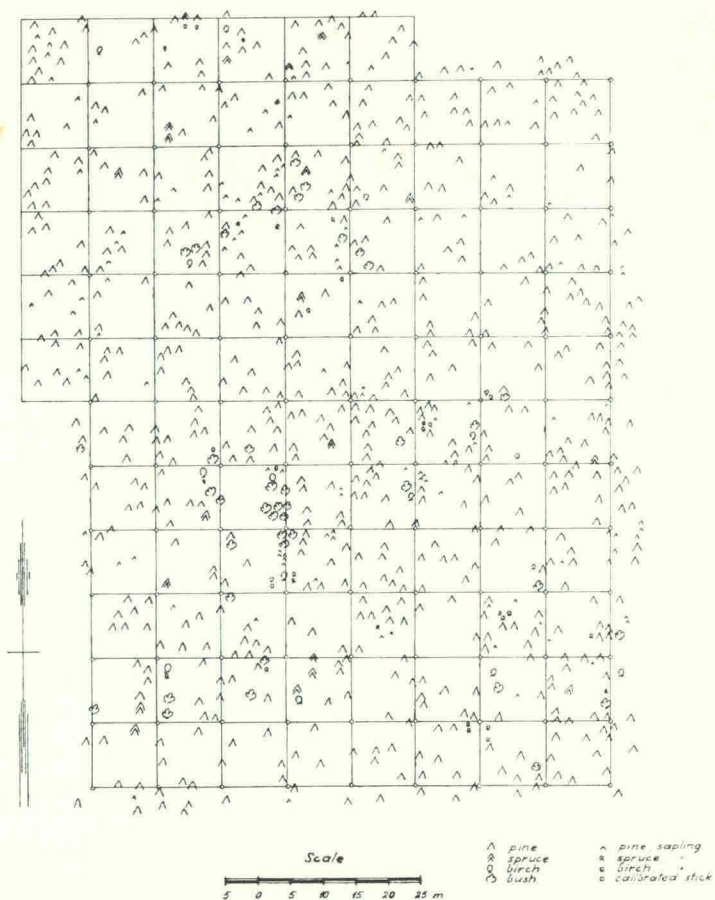 Scale
5 0 5 10 15 20 25 m
pine
spruce
birch
bush
pine, sapling
spruce "
birch "
calibrated stick